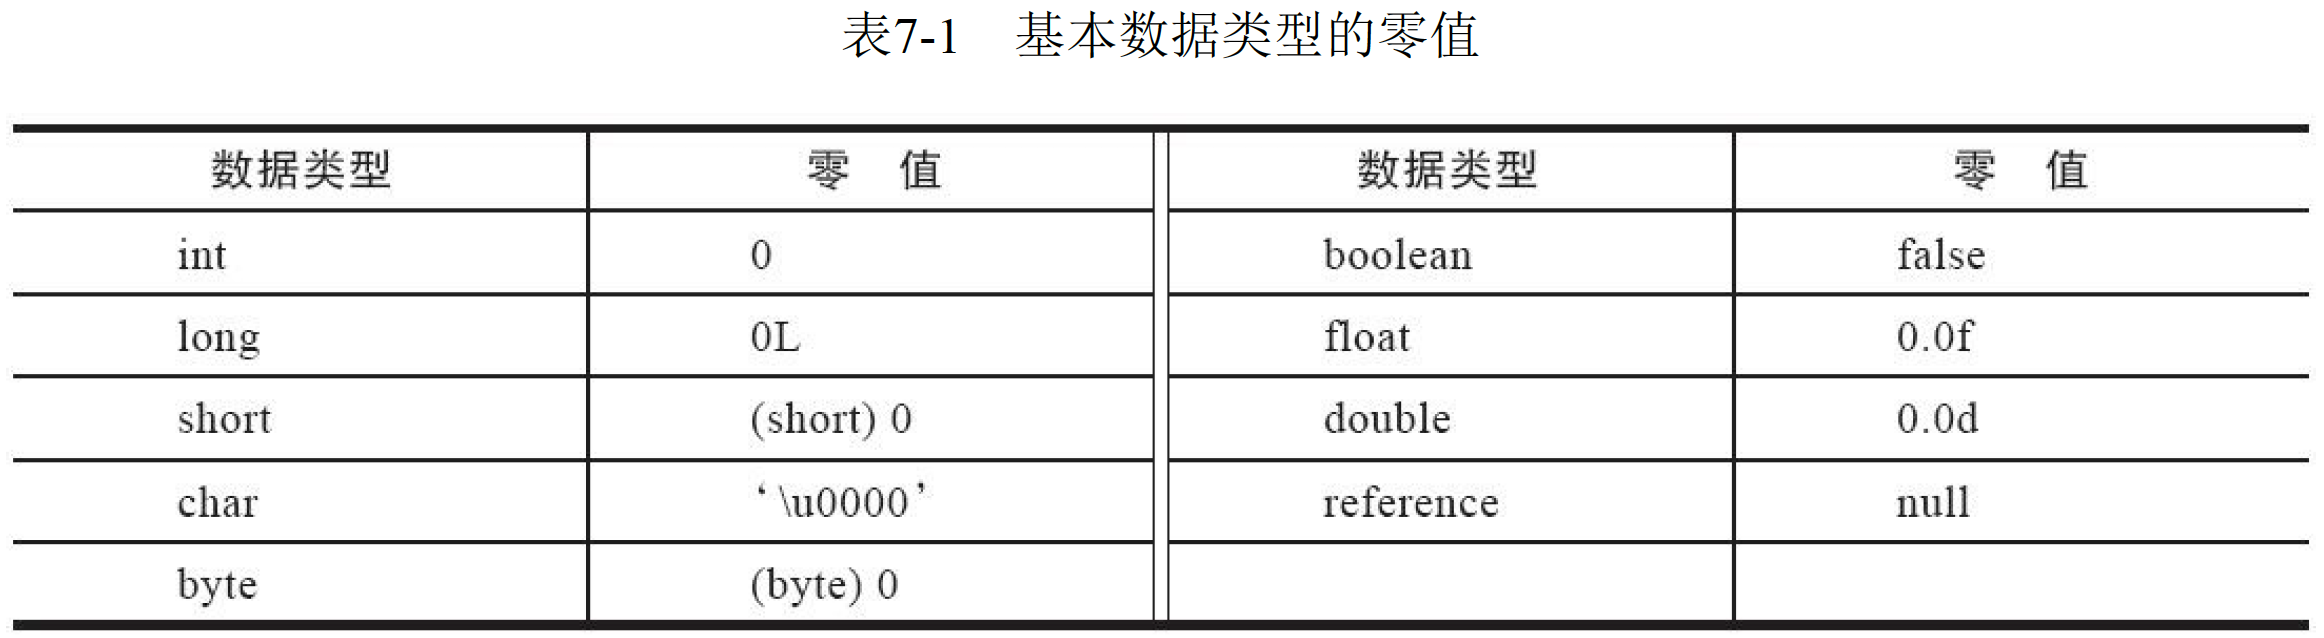 表7-1 基本数据类型的零值
数据类型 零 值 数据类型 零 值
int 0 boolean false
long 0L float 0.0f
short (short) 0 double 0.0d
char ‘\u0000’ reference null
byte (byte) 0